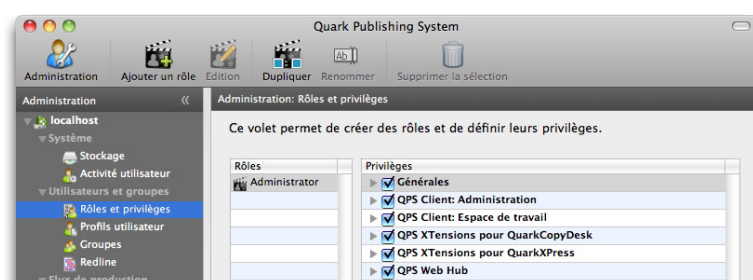 Quark Publishing System
Administration Ajouter un rôle Edition Dupliquer Renommer Supprimer la sélection
Administration Administration: Rôles et privilèges
localhost
Ce volet permet de créer des rôles et de définir leurs privilèges.
Système
Stockage
Rôles Privilèges
Activité utilisateur
Administrator Générales
Utilisateurs et groupes
QPS Client: Administration
Rôles et privilèges
QPS Client: Espace de travail
Profils utilisateur
QPS XTensions pour QuarkCopyDesk
Groupes
QPS XTensions pour QuarkXPress
Redline
QPS Web Hub
Flux de production